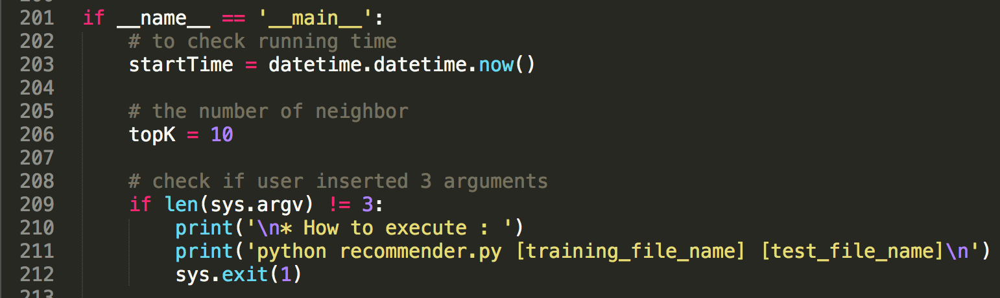 201 if __name__ == '__main__':
202     # to check running time
203     startTime = datetime.datetime.now()
204
205     # the number of neighbor
206     topK = 10
207
208     # check if user inserted 3 arguments
209     if len(sys.argv) != 3:
210         print('\n* How to execute : ')
211         print('python recommender.py [training_file_name] [test_file_name]\n')
212         sys.exit(1)
213